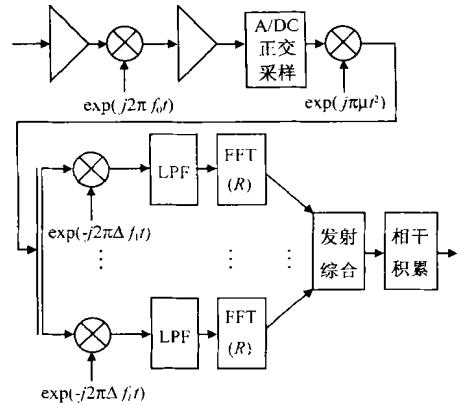 A/DC
正交
采样
exp(j2π f₀t)
exp(jπμt²)
LPF
FFT
(R)
exp(-j2πΔ f₁t)
发射
综合
相干
积累
LPF
FFT
(R)
exp(-j2πΔ fᵢt)